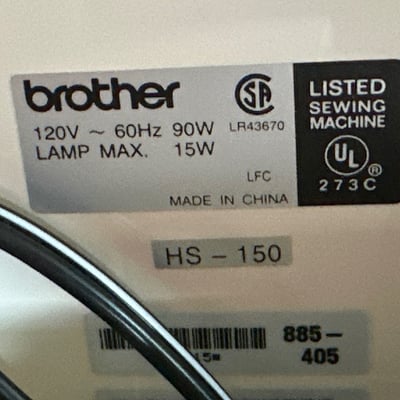 brother
120V ~ 60Hz 90W
LR43670
LAMP MAX. 15W
LFC
MADE IN CHINA
LISTED
SEWING
MACHINE
UL ®
273C
HS - 150
885-
405